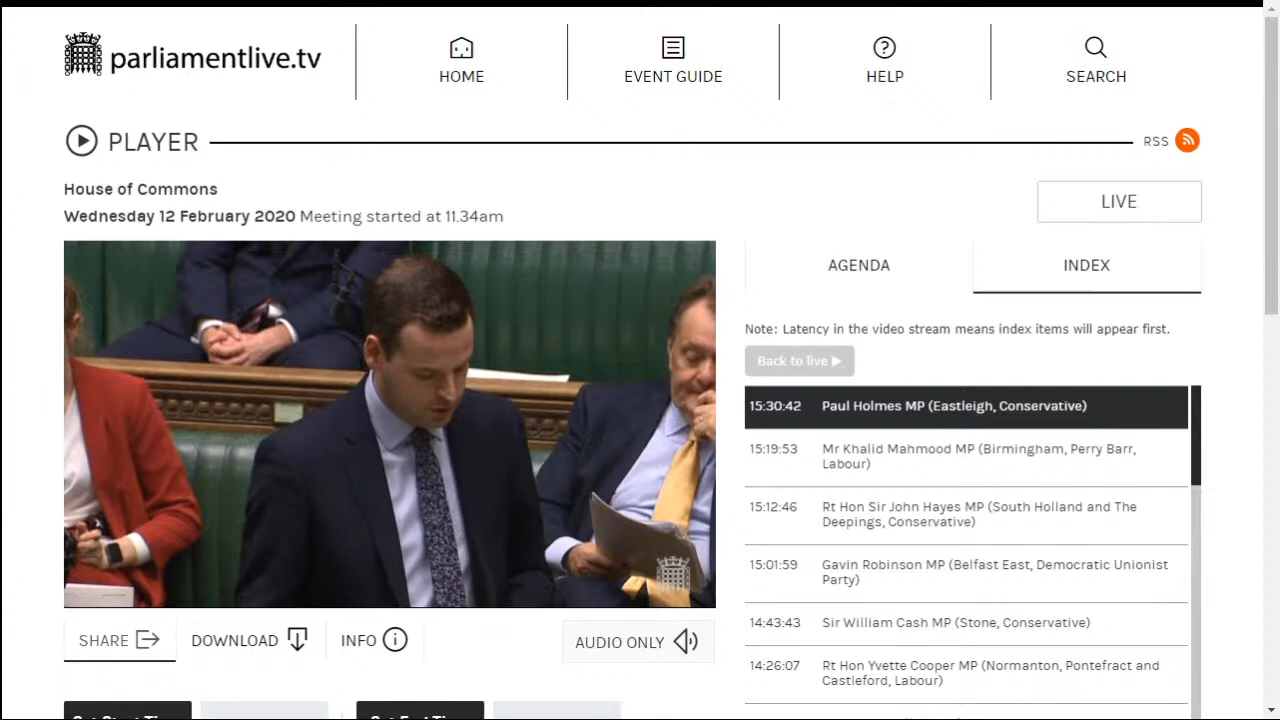 parliamentlive.tv
HOME
EVENT GUIDE
HELP
SEARCH
PLAYER
RSS
House of Commons
Wednesday 12 February 2020 Meeting started at 11.34am
LIVE
AGENDA
INDEX
Note: Latency in the video stream means index items will appear first.
Back to live
15:30:42 Paul Holmes MP (Eastleigh, Conservative)
15:19:53 Mr Khalid Mahmood MP (Birmingham, Perry Barr,
Labour)
15:12:46 Rt Hon Sir John Hayes MP (South Holland and The
Deepings, Conservative)
15:01:59 Gavin Robinson MP (Belfast East, Democratic Unionist
Party)
14:43:43 Sir William Cash MP (Stone, Conservative)
14:26:07 Rt Hon Yvette Cooper MP (Normanton, Pontefract and
Castleford, Labour)
SHARE
DOWNLOAD
INFO
AUDIO ONLY